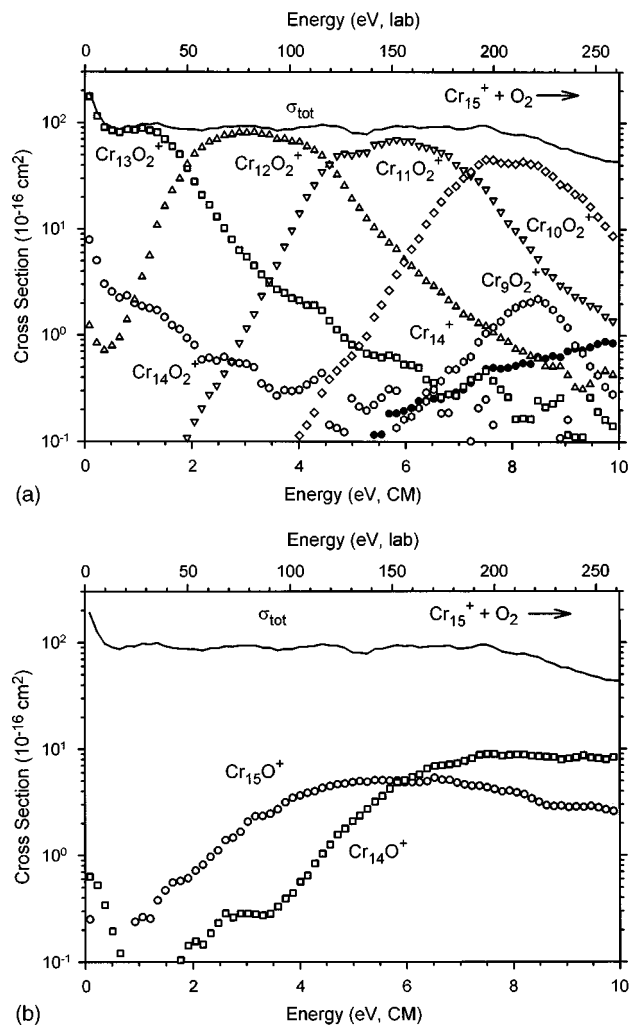 Energy (eV, lab)
0 50 100 150 200 250
Cr15+ + O2
σtot
Cr13O2+
Cr12O2+
Cr11O2+
Cr10O2+
Cr9O2+
Cr14+
Cr14O2+
Cross Section (10-16 cm2)
102
101
100
10-1
0 2 4 6 8 10
(a)
Energy (eV, CM)
Energy (eV, lab)
0 50 100 150 200 250
σtot
Cr15+ + O2
Cr15O+
Cr14O+
Cross Section (10-16 cm2)
102
101
100
10-1
0 2 4 6 8 10
(b)
Energy (eV, CM)